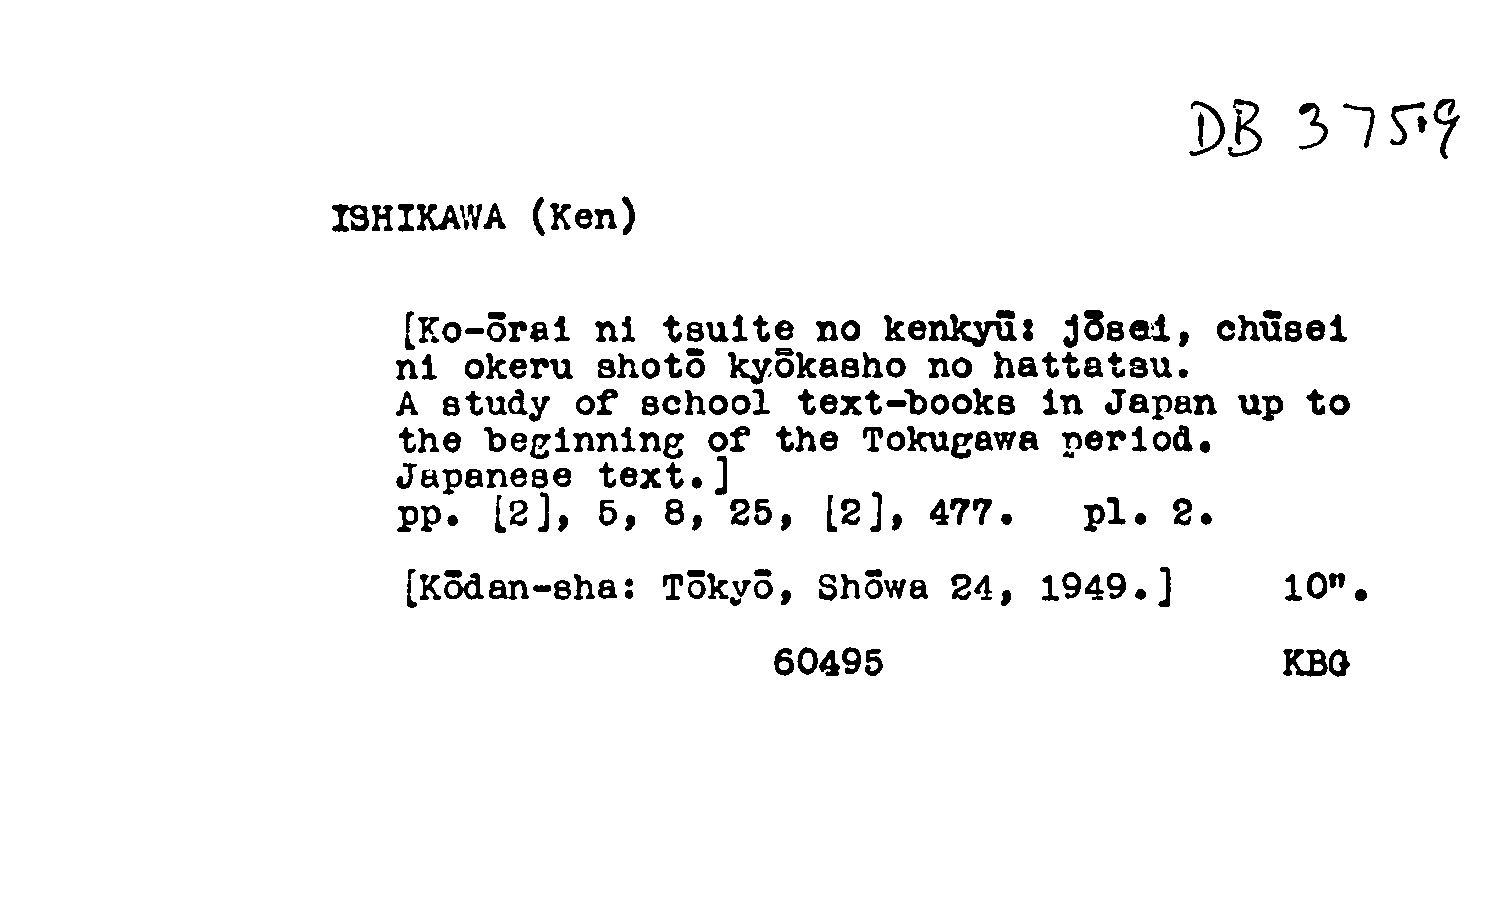 DB 375.9
ISHIKAWA (Ken)
[Ko-ōrai ni tsuite no kenkyū: jōsei, chūsei
ni okeru shotō kyōkasho no hattatsu.
A study of school text-books in Japan up to
the beginning of the Tokugawa period.
Japanese text.]
pp. [2], 5, 8, 25, [2], 477. pl. 2.
[Kōdan-sha: Tōkyō, Shōwa 24, 1949.] 10".
60495 KBG